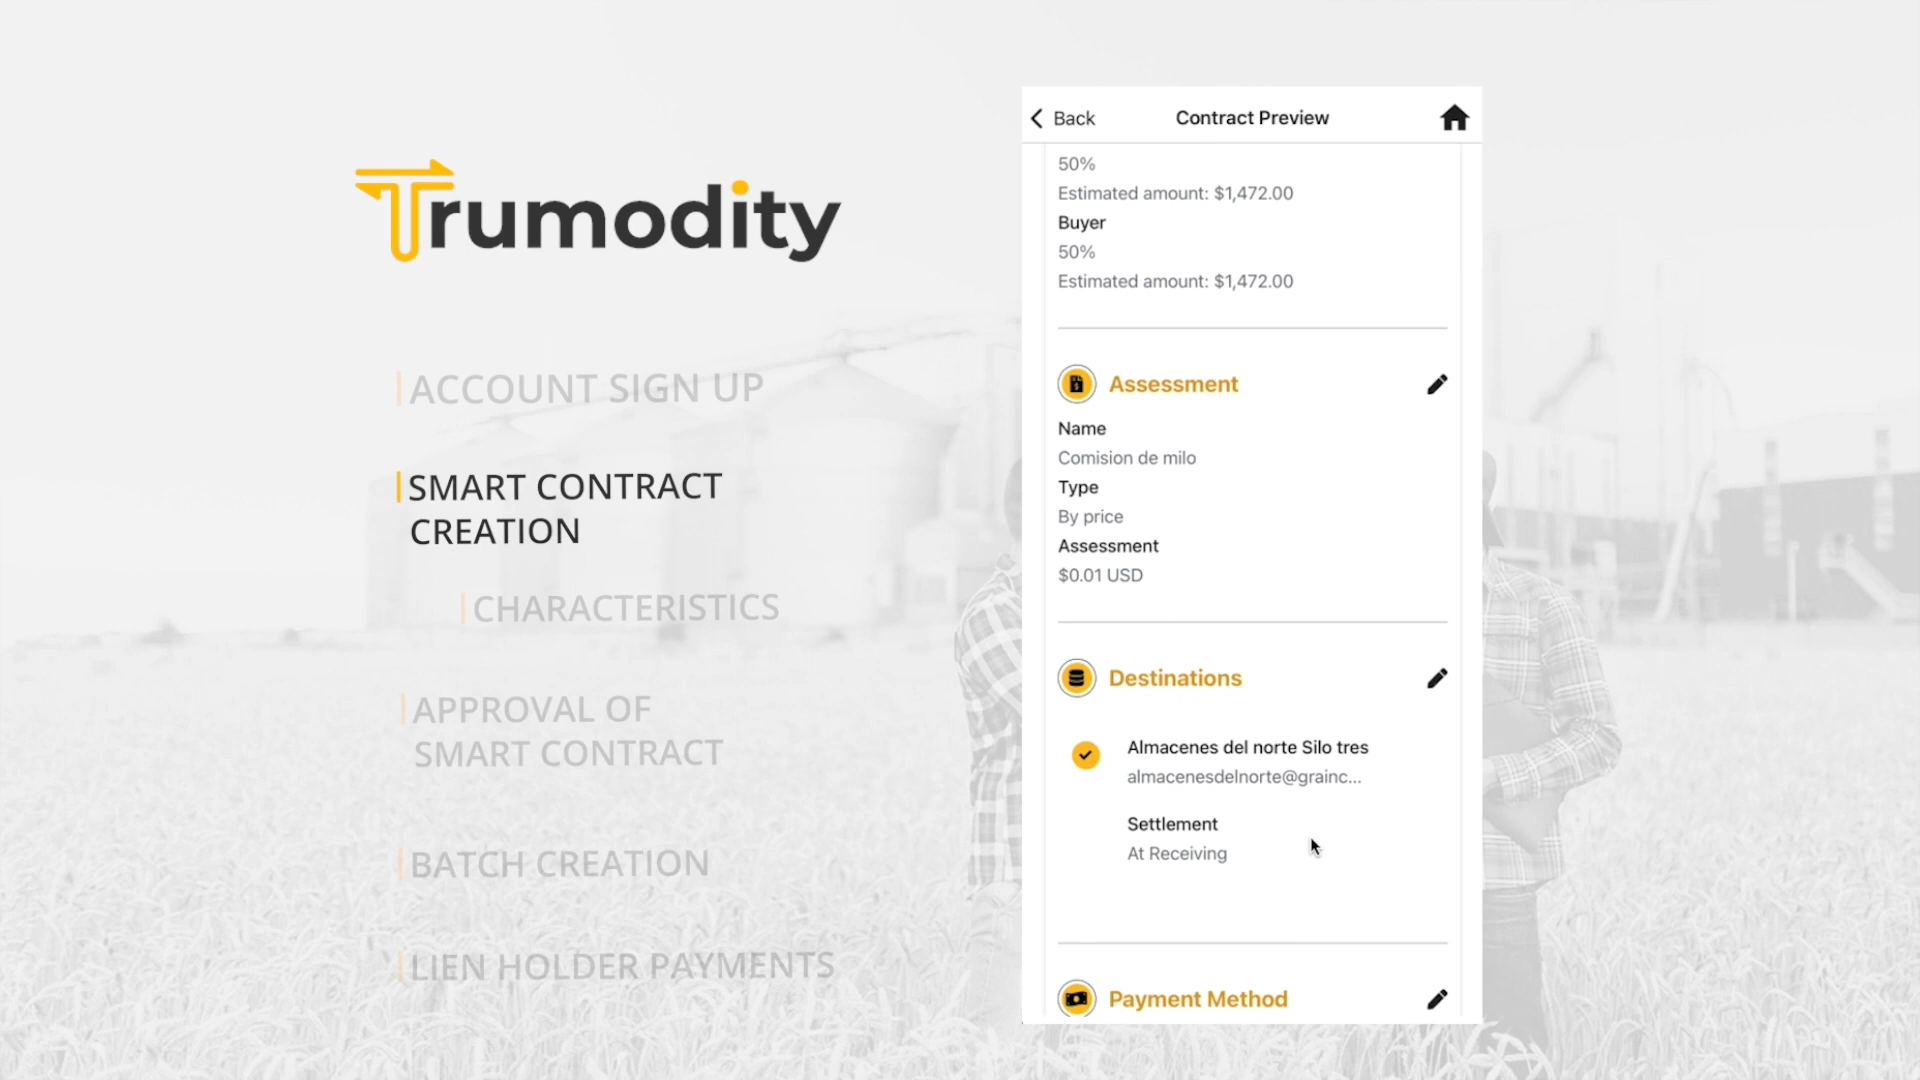 Trumodity
ACCOUNT SIGN UP
SMART CONTRACT
CREATION
CHARACTERISTICS
APPROVAL OF
SMART CONTRACT
BATCH CREATION
LIEN HOLDER PAYMENTS
Back
Contract Preview
50%
Estimated amount: $1,472.00
Buyer
50%
Estimated amount: $1,472.00
Assessment
Name
Comision de milo
Type
By price
Assessment
$0.01 USD
Destinations
Almacenes del norte Silo tres
almacenesdelnorte@grainc...
Settlement
At Receiving
Payment Method